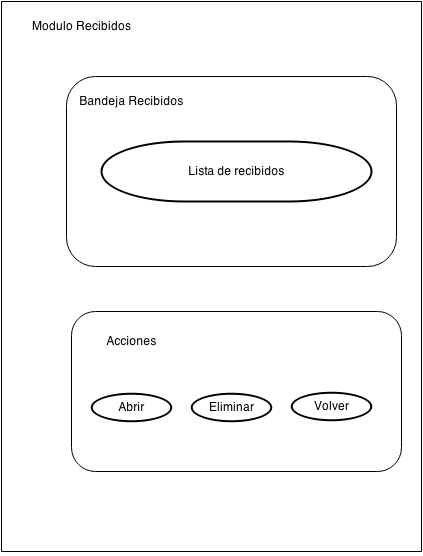 Modulo Recibidos
Bandeja Recibidos
Lista de recibidos
Acciones
Abrir
Eliminar
Volver